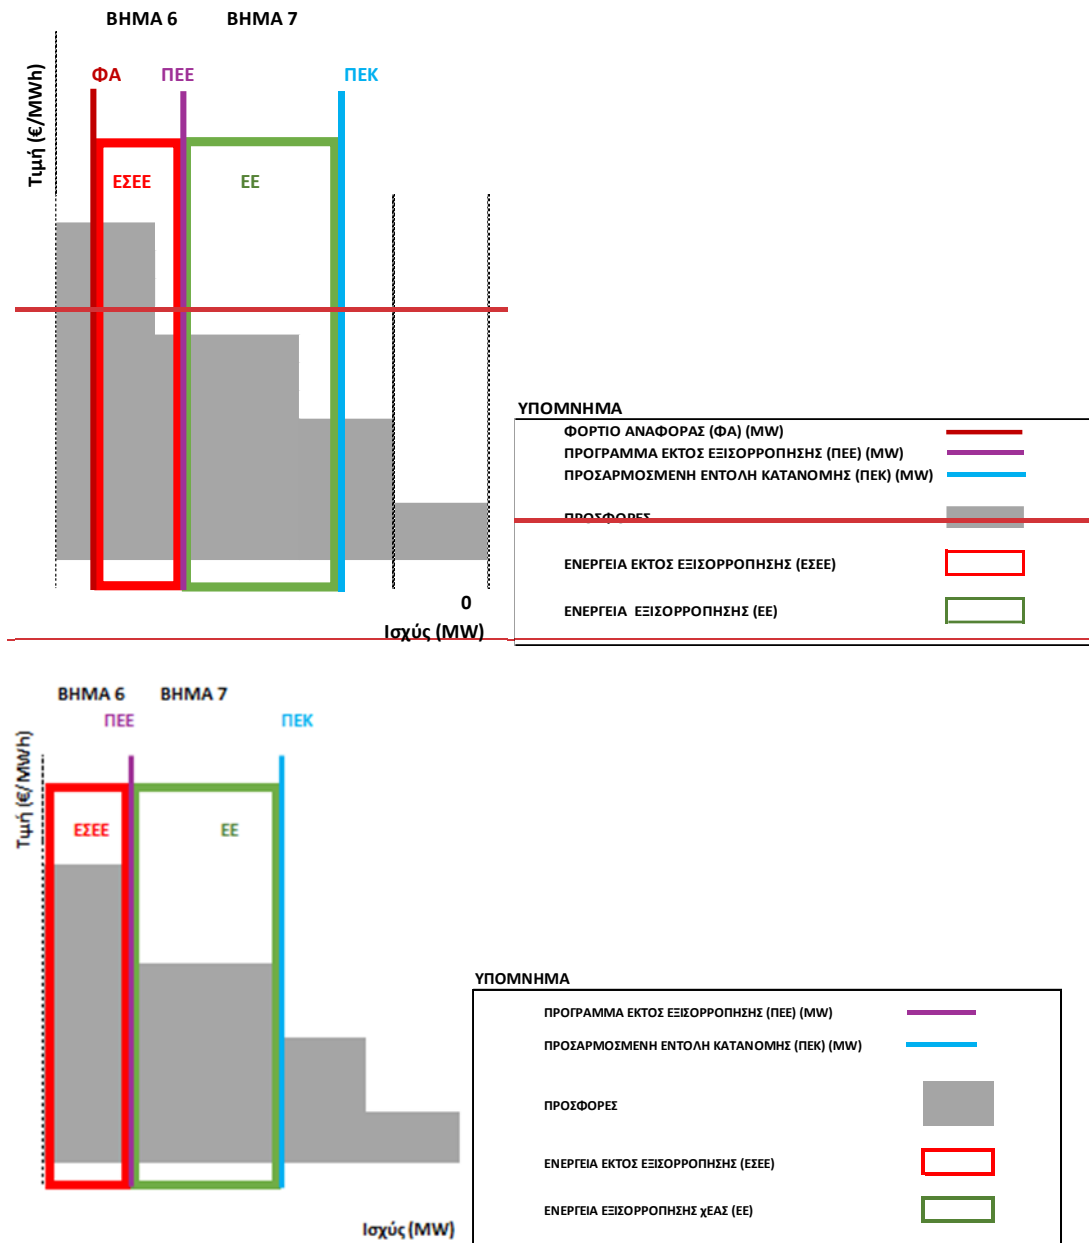 ΒΗΜΑ 6 ΒΗΜΑ 7
ΦΑ ΠΕΕ ΠΕΚ
Τιμή (€/MWh)
ΕΣΕΕ ΕΕ
0
Ισχύς (MW)
ΥΠΟΜΝΗΜΑ
ΦΟΡΤΙΟ ΑΝΑΦΟΡΑΣ (ΦΑ) (MW)
ΠΡΟΓΡΑΜΜΑ ΕΚΤΟΣ ΕΞΙΣΟΡΡΟΠΗΣΗΣ (ΠΕΕ) (MW)
ΠΡΟΣΑΡΜΟΣΜΕΝΗ ΕΝΤΟΛΗ ΚΑΤΑΝΟΜΗΣ (ΠΕΚ) (MW)
ΠΡΟΣΦΟΡΕΣ
ΕΝΕΡΓΕΙΑ ΕΚΤΟΣ ΕΞΙΣΟΡΡΟΠΗΣΗΣ (ΕΣΕΕ)
ΕΝΕΡΓΕΙΑ ΕΞΙΣΟΡΡΟΠΗΣΗΣ (ΕΕ)
ΒΗΜΑ 6 ΒΗΜΑ 7
ΠΕΕ ΠΕΚ
Τιμή (€/MWh)
ΕΣΕΕ ΕΕ
Ισχύς (MW)
ΥΠΟΜΝΗΜΑ
ΠΡΟΓΡΑΜΜΑ ΕΚΤΟΣ ΕΞΙΣΟΡΡΟΠΗΣΗΣ (ΠΕΕ) (MW)
ΠΡΟΣΑΡΜΟΣΜΕΝΗ ΕΝΤΟΛΗ ΚΑΤΑΝΟΜΗΣ (ΠΕΚ) (MW)
ΠΡΟΣΦΟΡΕΣ
ΕΝΕΡΓΕΙΑ ΕΚΤΟΣ ΕΞΙΣΟΡΡΟΠΗΣΗΣ (ΕΣΕΕ)
ΕΝΕΡΓΕΙΑ ΕΞΙΣΟΡΡΟΠΗΣΗΣ χΕΑΣ (ΕΕ)